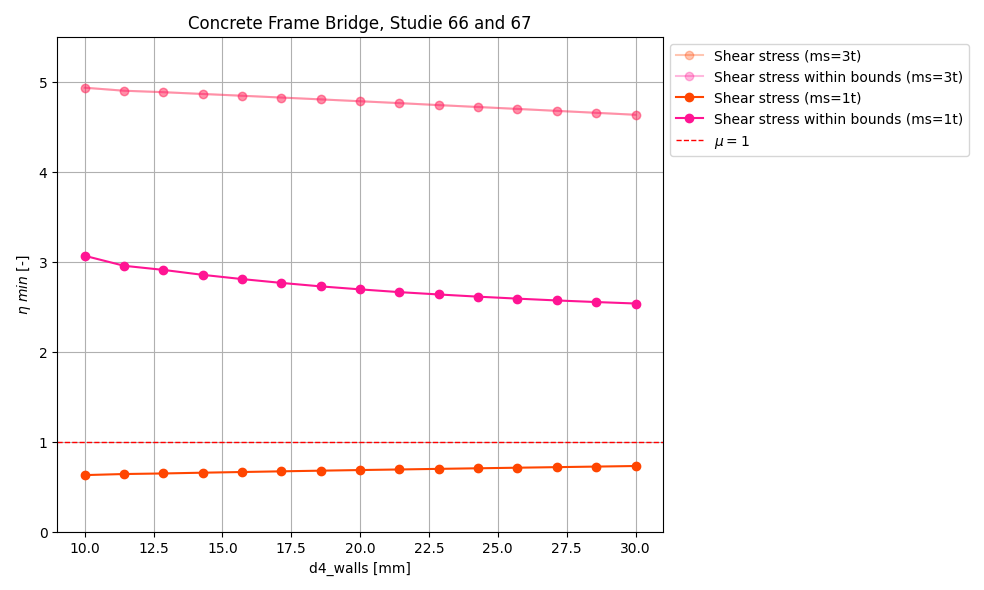 Concrete Frame Bridge, Studie 66 and 67
Shear stress (ms=3t)
Shear stress within bounds (ms=3t)
Shear stress (ms=1t)
Shear stress within bounds (ms=1t)
μ = 1
5
4
3
2
1
0
η min [-]
10.0 12.5 15.0 17.5 20.0 22.5 25.0 27.5 30.0
d4_walls [mm]